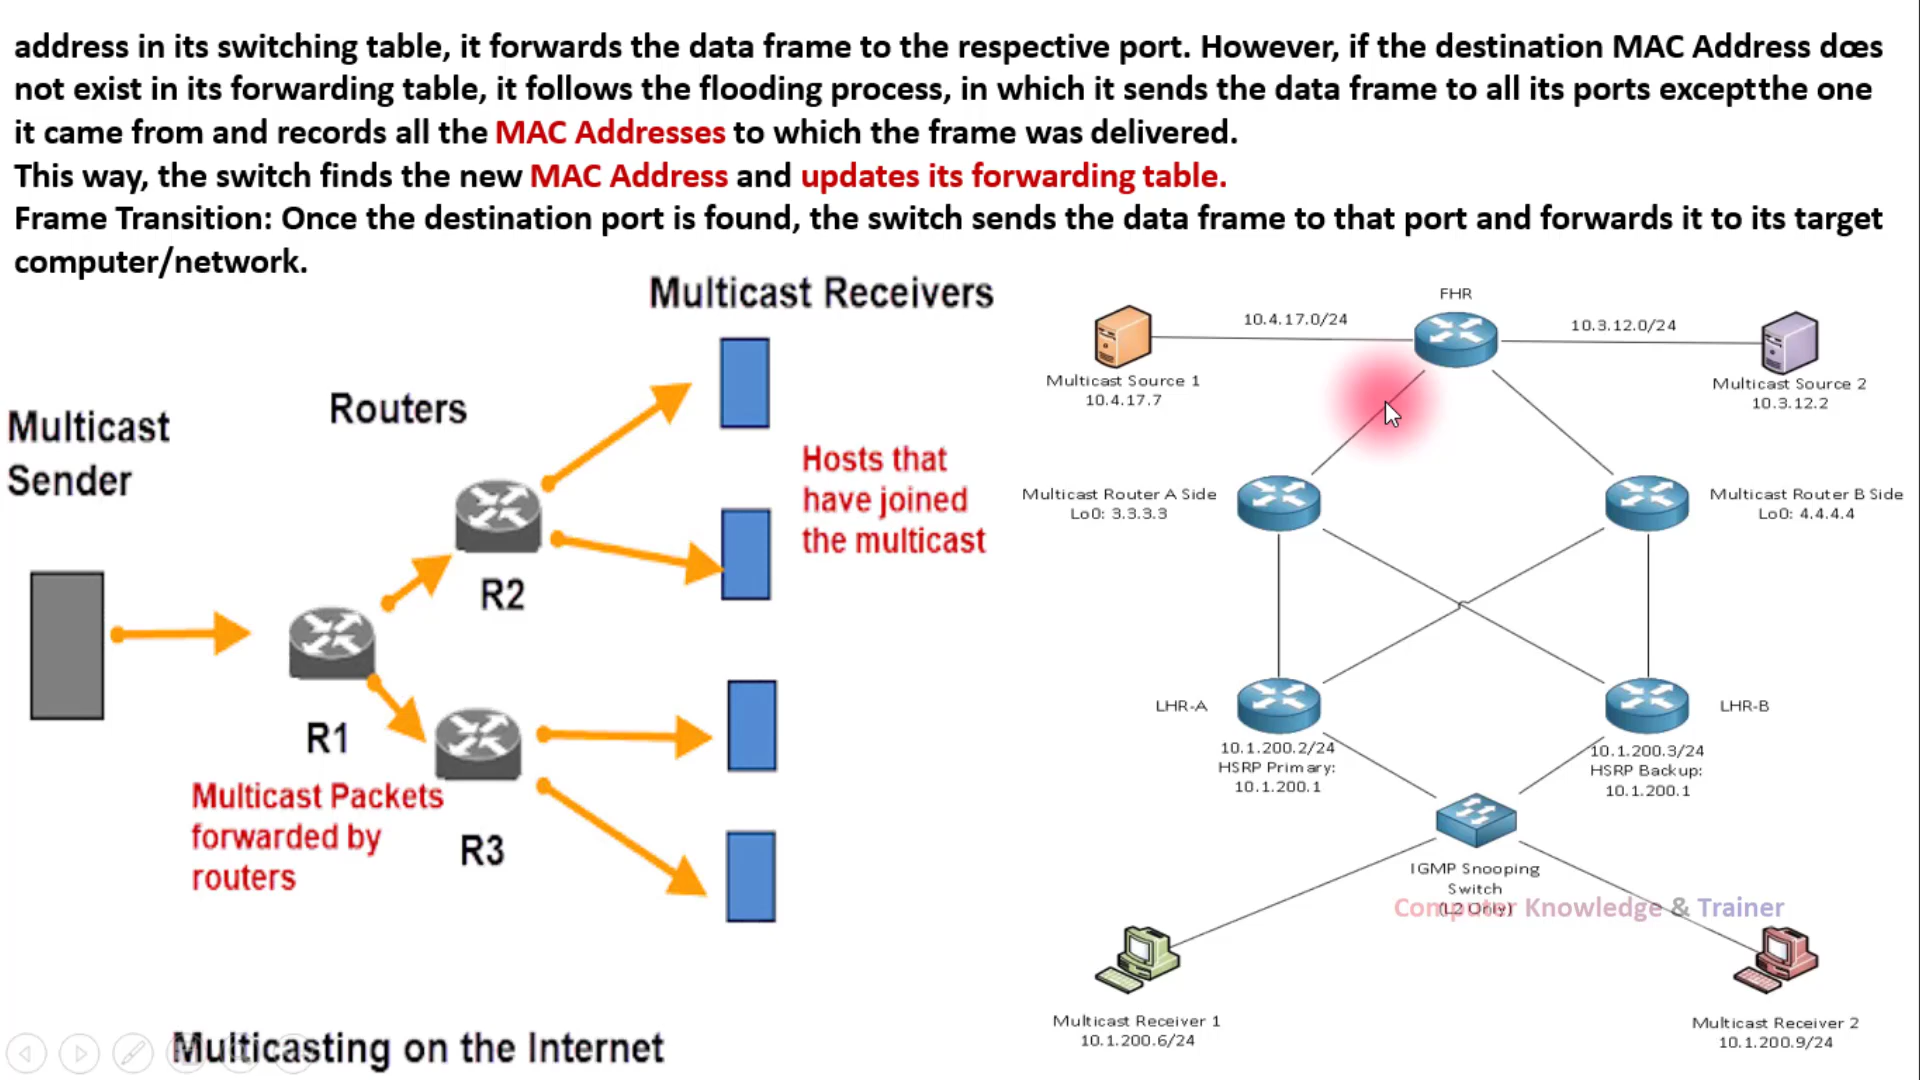 address in its switching table, it forwards the data frame to the respective port. However, if the destination MAC Address does
not exist in its forwarding table, it follows the flooding process, in which it sends the data frame to all its ports except the one
it came from and records all the MAC Addresses to which the frame was delivered.
This way, the switch finds the new MAC Address and updates its forwarding table.
Frame Transition: Once the destination port is found, the switch sends the data frame to that port and forwards it to its target
computer/network.
Multicast Receivers
Routers
Multicast
Sender
Hosts that
have joined
the multicast
R2
R1
Multicast Packets
forwarded by
routers
R3
Multicasting on the Internet
FHR
10.4.17.0/24
10.3.12.0/24
Multicast Source 1
10.4.17.7
Multicast Source 2
10.3.12.2
Multicast Router A Side
Lo0: 3.3.3.3
Multicast Router B Side
Lo0: 4.4.4.4
LHR-A
LHR-B
10.1.200.2/24
HSRP Primary:
10.1.200.1
10.1.200.3/24
HSRP Backup:
10.1.200.1
IGMP Snooping
Switch
(L2 Only)
Computer Knowledge & Trainer
Multicast Receiver 1
10.1.200.6/24
Multicast Receiver 2
10.1.200.9/24